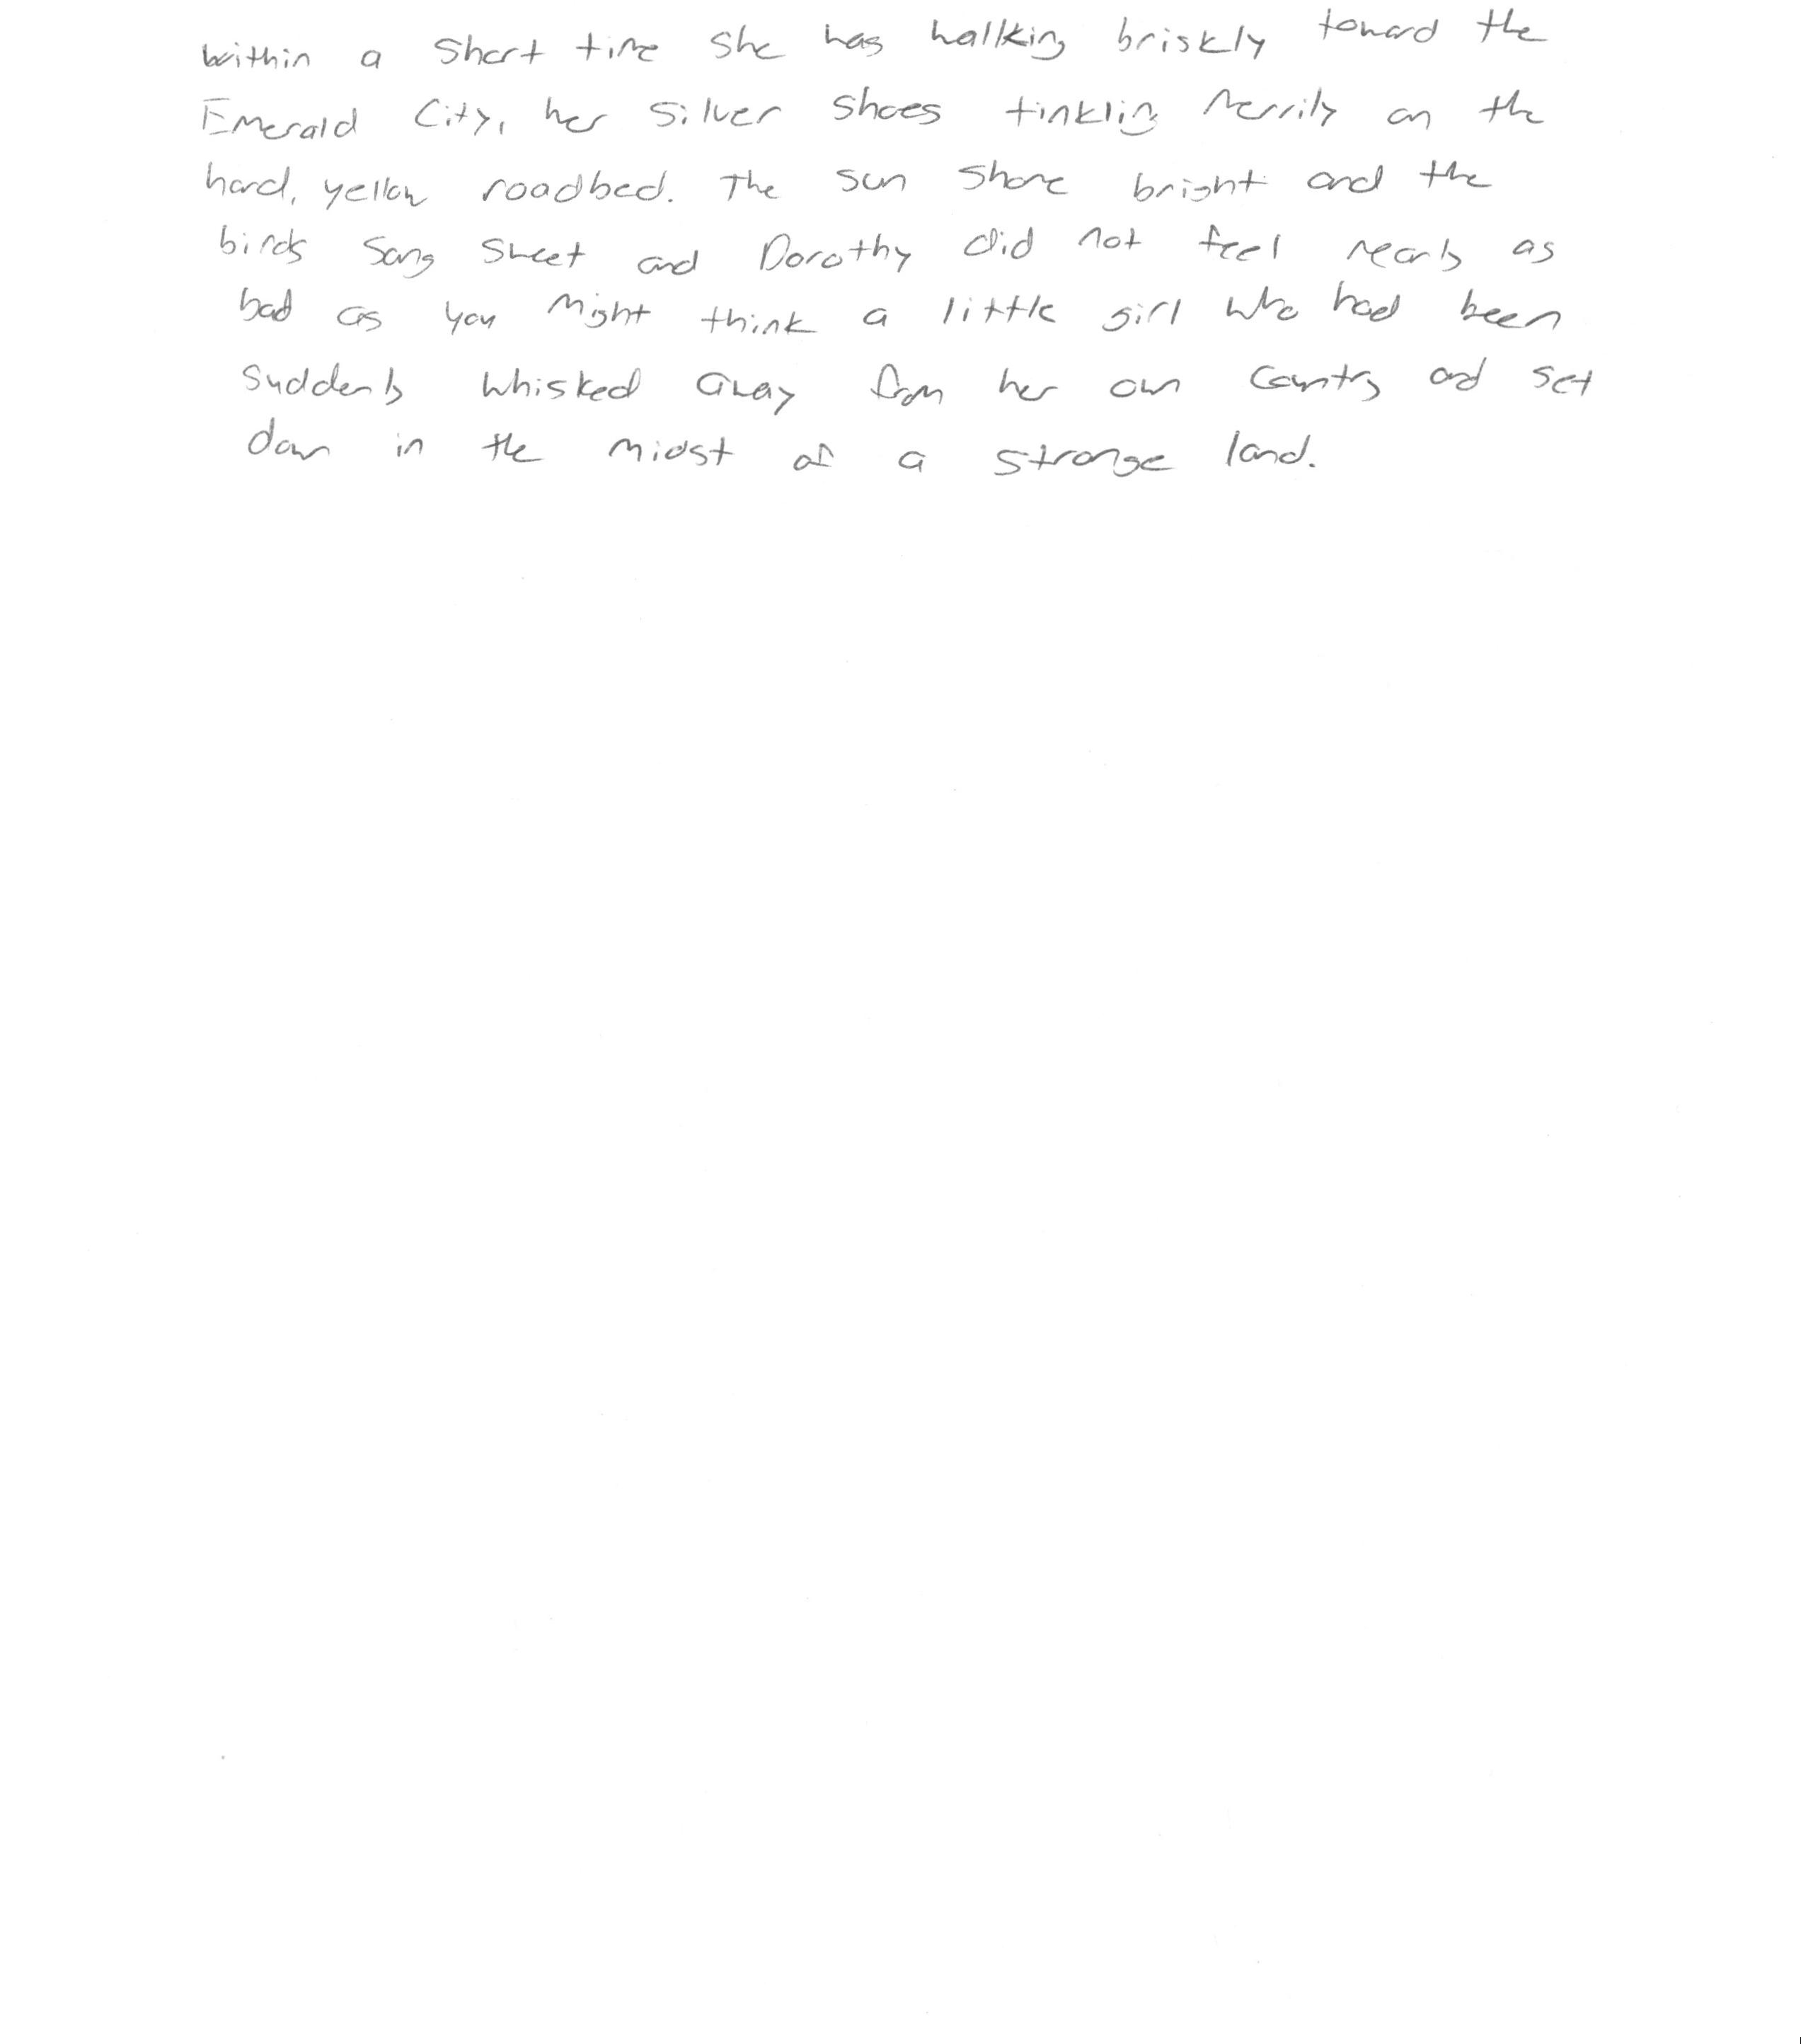 within a short time she was walking briskly toward the
Emerald City, her silver shoes tinkling merrily on the
hard, yellow roadbed. The sun shone bright and the
birds sang sweet and Dorothy did not feel nearly as
bad as you might think a little girl who had been
suddenly whisked away from her own country and set
down in the midst of a strange land.